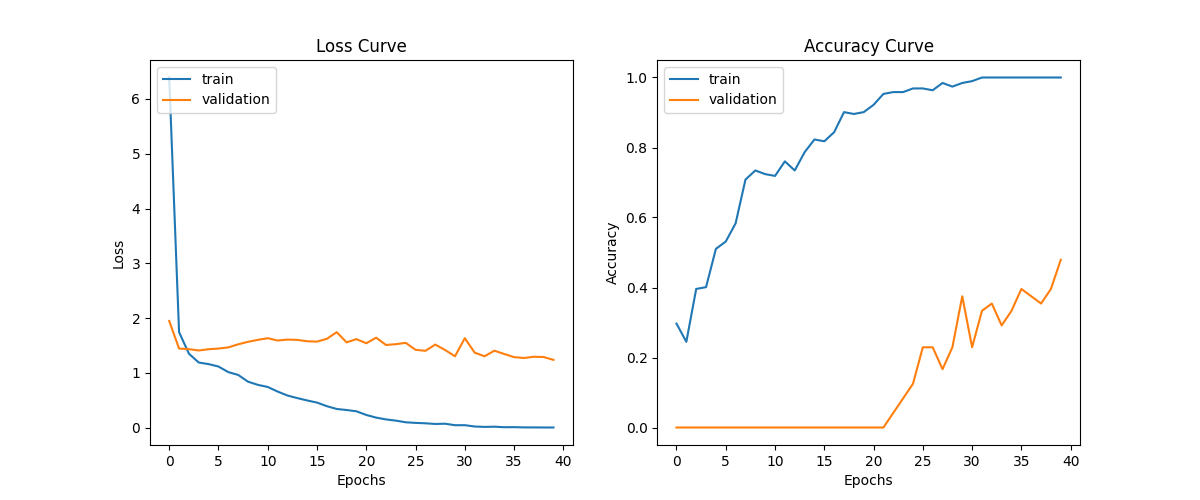 Loss Curve
train
validation
6
5
4
3
2
1
0
Loss
0 5 10 15 20 25 30 35 40
Epochs
Accuracy Curve
train
validation
1.0
0.8
0.6
0.4
0.2
0.0
Accuracy
0 5 10 15 20 25 30 35 40
Epochs